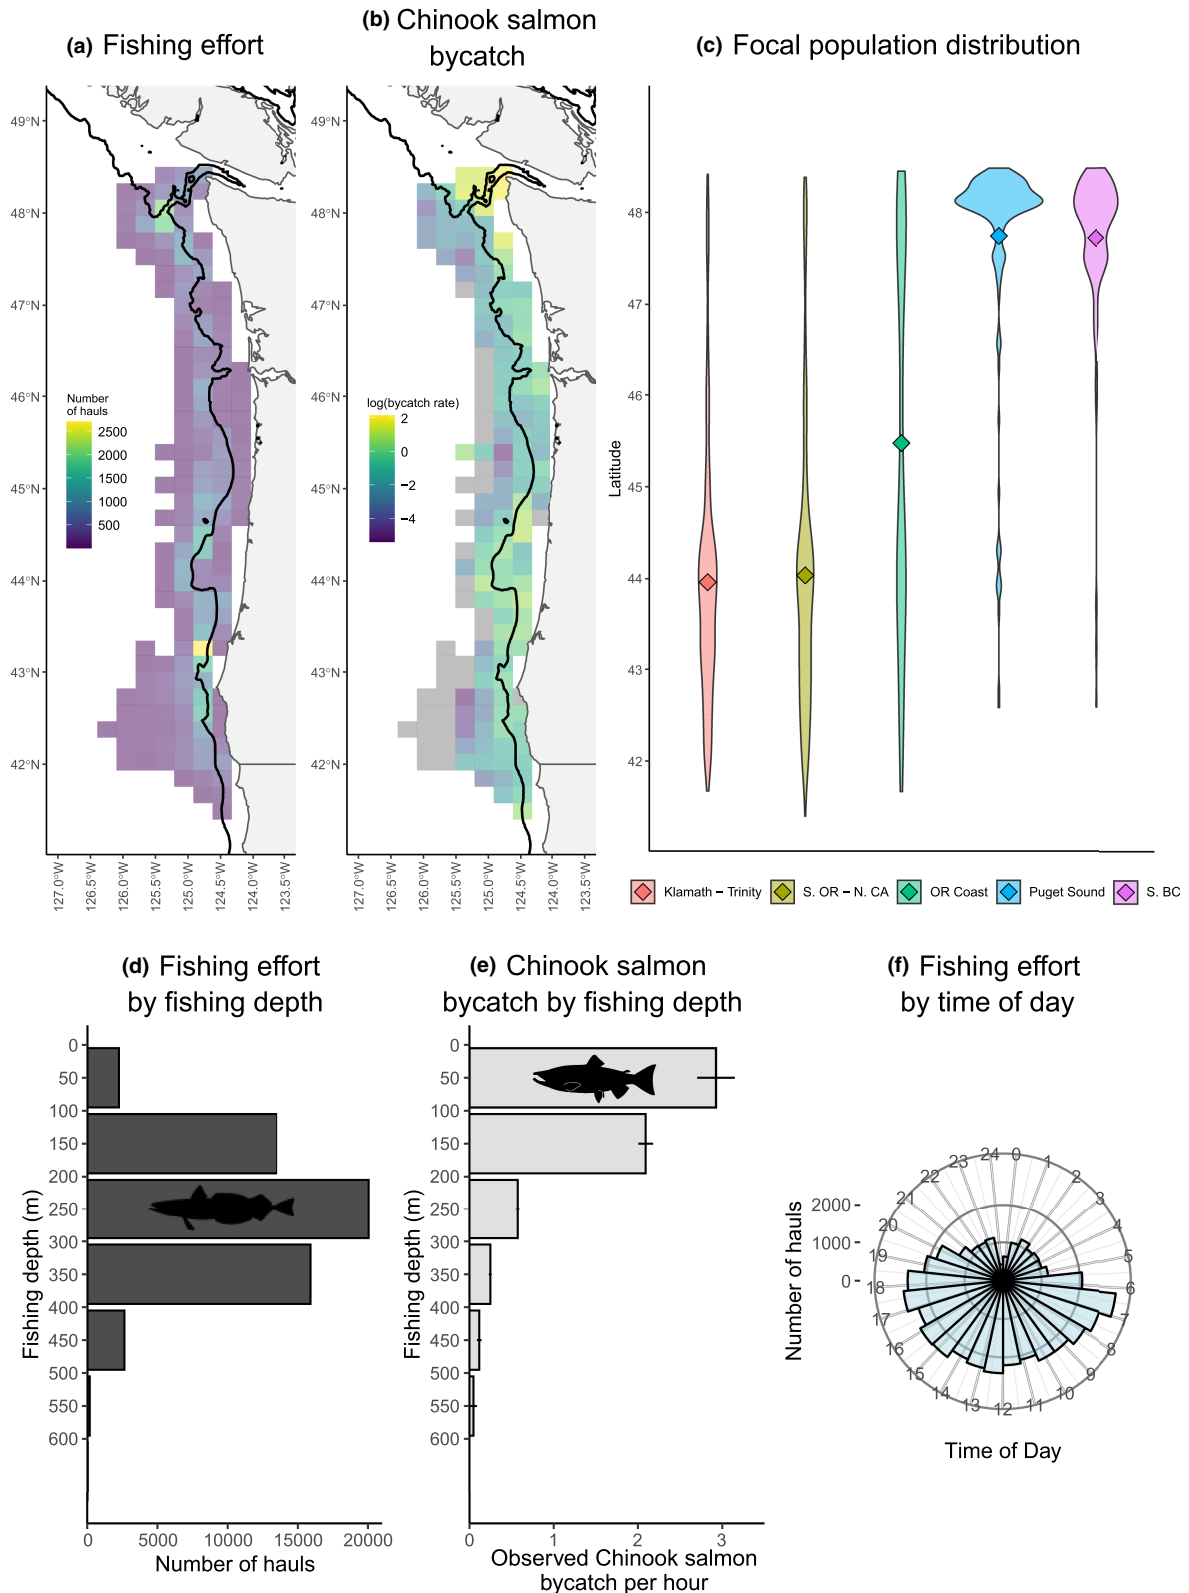 (a) Fishing effort
(b) Chinook salmon
bycatch
(c) Focal population distribution
49°N
48°N
47°N
46°N
45°N
44°N
43°N
42°N
Number
of hauls
2500
2000
1500
1000
500
127.0°W
126.5°W
126.0°W
125.5°W
125.0°W
124.5°W
124.0°W
123.5°W
49°N
48°N
47°N
46°N
45°N
44°N
43°N
42°N
log(bycatch rate)
2
0
−2
−4
127.0°W
126.5°W
126.0°W
125.5°W
125.0°W
124.5°W
124.0°W
123.5°W
Latitude
48
47
46
45
44
43
42
Klamath − Trinity
S. OR − N. CA
OR Coast
Puget Sound
S. BC
(d) Fishing effort
by fishing depth
Fishing depth (m)
0
50
100
150
200
250
300
350
400
450
500
550
600
0
5000
10000
15000
20000
Number of hauls
(e) Chinook salmon
bycatch by fishing depth
Fishing depth (m)
0
50
100
150
200
250
300
350
400
450
500
550
600
0
1
2
3
Observed Chinook salmon
bycatch per hour
(f) Fishing effort
by time of day
Number of hauls
2000
1000
0
24
0
1
2
3
4
5
6
7
8
9
10
11
12
13
14
15
16
17
18
19
20
21
22
23
Time of Day